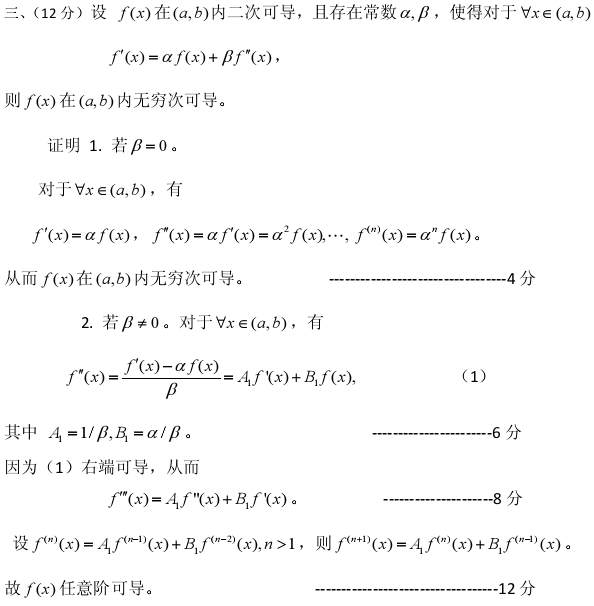 三、（12 分）设 f(x) 在 (a,b) 内二次可导，且存在常数 α,β，使得对于 ∀x∈(a,b)
f′(x)=αf(x)+βf″(x)，
则 f(x) 在 (a,b) 内无穷次可导。
证明 1. 若 β=0。
对于 ∀x∈(a,b)，有
f′(x)=αf(x)，f″(x)=αf′(x)=α²f(x),⋯, f⁽ⁿ⁾(x)=αⁿf(x)。
从而 f(x) 在 (a,b) 内无穷次可导。 ----------------------------------4 分
2. 若 β≠0。对于 ∀x∈(a,b)，有
f″(x)=(f′(x)−αf(x))/β=A₁f'(x)+B₁f(x), （1）
其中 A₁=1/β,B₁=α/β。 -----------------------6 分
因为（1）右端可导，从而
f‴(x)=A₁f''(x)+B₁f'(x)。 ---------------------8 分
设 f⁽ⁿ⁾(x)=A₁f⁽ⁿ⁻¹⁾(x)+B₁f⁽ⁿ⁻²⁾(x),n>1，则 f⁽ⁿ⁺¹⁾(x)=A₁f⁽ⁿ⁾(x)+B₁f⁽ⁿ⁻¹⁾(x)。
故 f(x) 任意阶可导。 -----------------------------------12 分